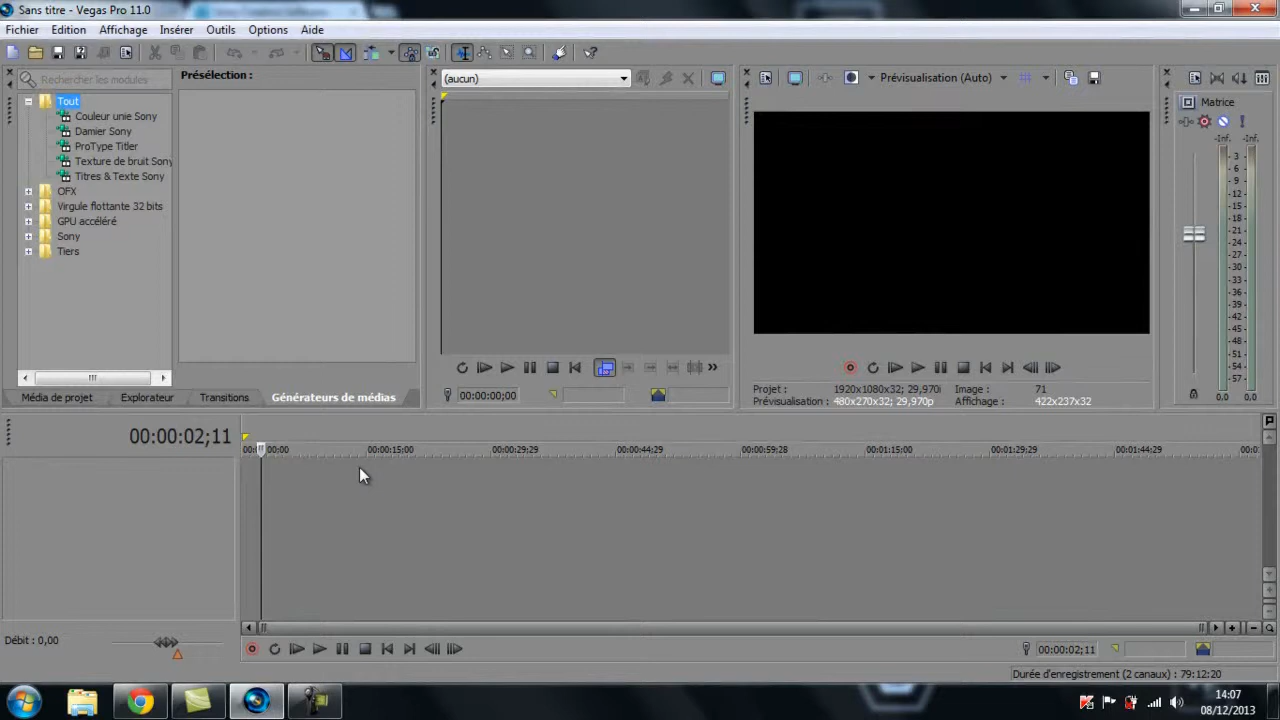 Sans titre - Vegas Pro 11.0
Fichier Edition Affichage Insérer Outils Options Aide
Rechercher les modules
Tout
Couleur unie Sony
Damier Sony
ProType Titler
Texture de bruit Sony
Titres & Texte Sony
OFX
Virgule flottante 32 bits
GPU accéléré
Sony
Tiers
Présélection :
Média de projet Explorateur Transitions Générateurs de médias
(aucun)
00:00:00;00
Prévisualisation (Auto)
Projet : 1920x1080x32; 29,970i Image : 71
Prévisualisation : 480x270x32; 29,970p Affichage : 422x237x32
Matrice
-Inf. -Inf.
3
6
9
12
15
18
21
24
27
30
33
36
39
42
45
48
51
54
57
0,0 0,0
00:00:02;11
00:00:15;00 00:00:29;29 00:00:44;29 00:00:59;28 00:01:15;00 00:01:29;29 00:01:44;29
Débit : 0,00
00:00:02;11
Durée d'enregistrement (2 canaux) : 79:12:20
14:07
08/12/2013